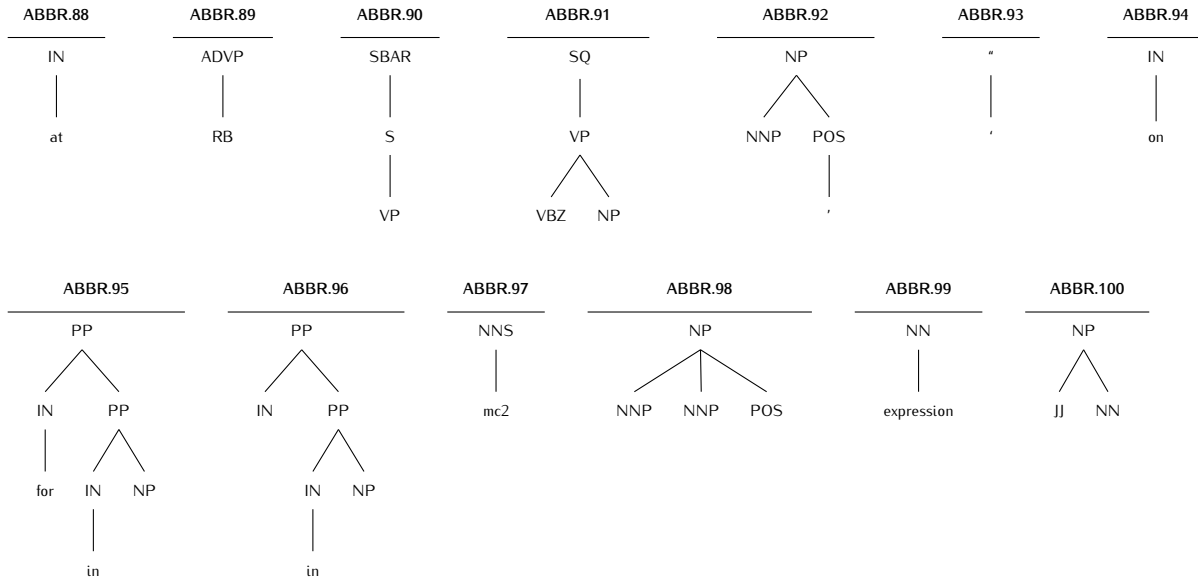 ABBR.88 ABBR.89 ABBR.90 ABBR.91 ABBR.92 ABBR.93 ABBR.94
IN ADVP SBAR SQ NP “ IN
at RB S VP NNP POS ‘ on
VP VBZ NP ’
ABBR.95 ABBR.96 ABBR.97 ABBR.98 ABBR.99 ABBR.100
PP PP NNS NP NN NP
IN PP IN PP mc2 NNP NNP POS expression JJ NN
for IN NP IN NP
in in